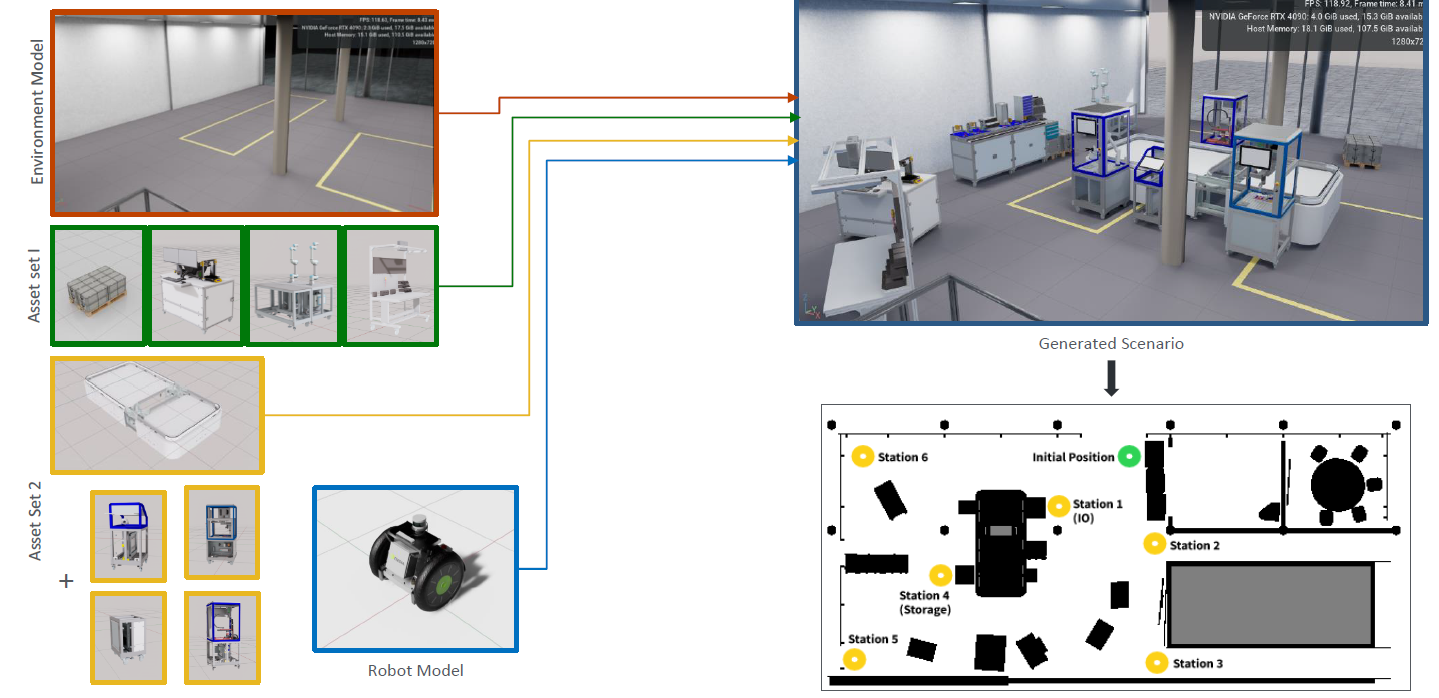 Environment Model
FPS: 118.63, Frame time: 8.43 ms
NVIDIA GeForce RTX 4090: 3.9 GiB used, 17.5 GiB availabl
Host Memory: 18.1 GiB used, 110.5 GiB availabl
1280x720
FPS: 118.92, Frame time: 8.41 m
NVIDIA GeForce RTX 4090: 4.0 GiB used, 15.3 GiB availab
Host Memory: 18.1 GiB used, 107.5 GiB availab
1280x72
Asset set I
Generated Scenario
Asset Set 2
+
Robot Model
Station 6
Initial Position
Station 1
(IO)
Station 2
Station 4
(Storage)
Station 5
Station 3